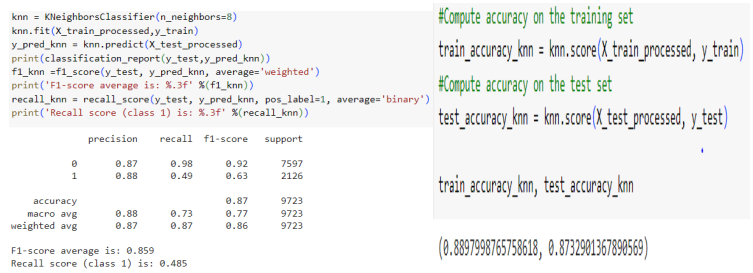 knn = KNeighborsClassifier(n_neighbors=8)
knn.fit(X_train_processed,y_train)
y_pred_knn = knn.predict(X_test_processed)
print(classification_report(y_test,y_pred_knn))
f1_knn =f1_score(y_test, y_pred_knn, average='weighted')
print('F1-score average is: %.3f' %(f1_knn))
recall_knn = recall_score(y_test, y_pred_knn, pos_label=1, average='binary')
print('Recall score (class 1) is: %.3f' %(recall_knn))
precision recall f1-score support
0 0.87 0.98 0.92 7597
1 0.88 0.49 0.63 2126
accuracy 0.87 9723
macro avg 0.88 0.73 0.77 9723
weighted avg 0.87 0.87 0.86 9723
F1-score average is: 0.859
Recall score (class 1) is: 0.485
#Compute accuracy on the training set
train_accuracy_knn = knn.score(X_train_processed, y_train)
#Compute accuracy on the test set
test_accuracy_knn = knn.score(X_test_processed, y_test)
train_accuracy_knn, test_accuracy_knn
(0.8897998765758618, 0.8732901367890569)